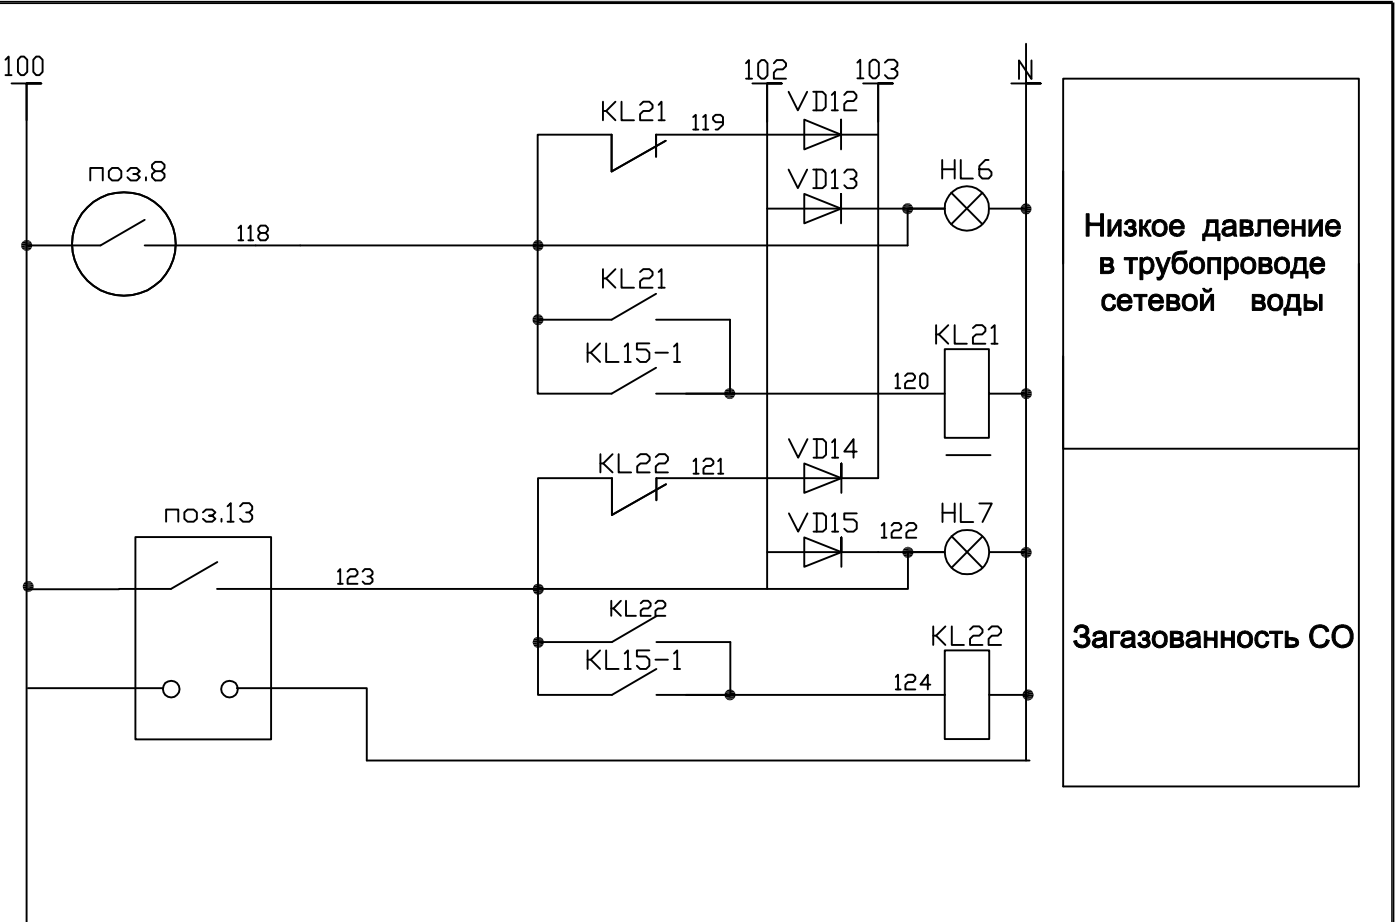 100
102
103
N
KL21
119
VD12
поз.8
VD13
HL6
118
Низкое давление
в трубопроводе
сетевой воды
KL21
KL15-1
KL21
120
KL22
121
VD14
поз.13
VD15
122
HL7
123
KL22
KL15-1
KL22
124
Загазованность СО